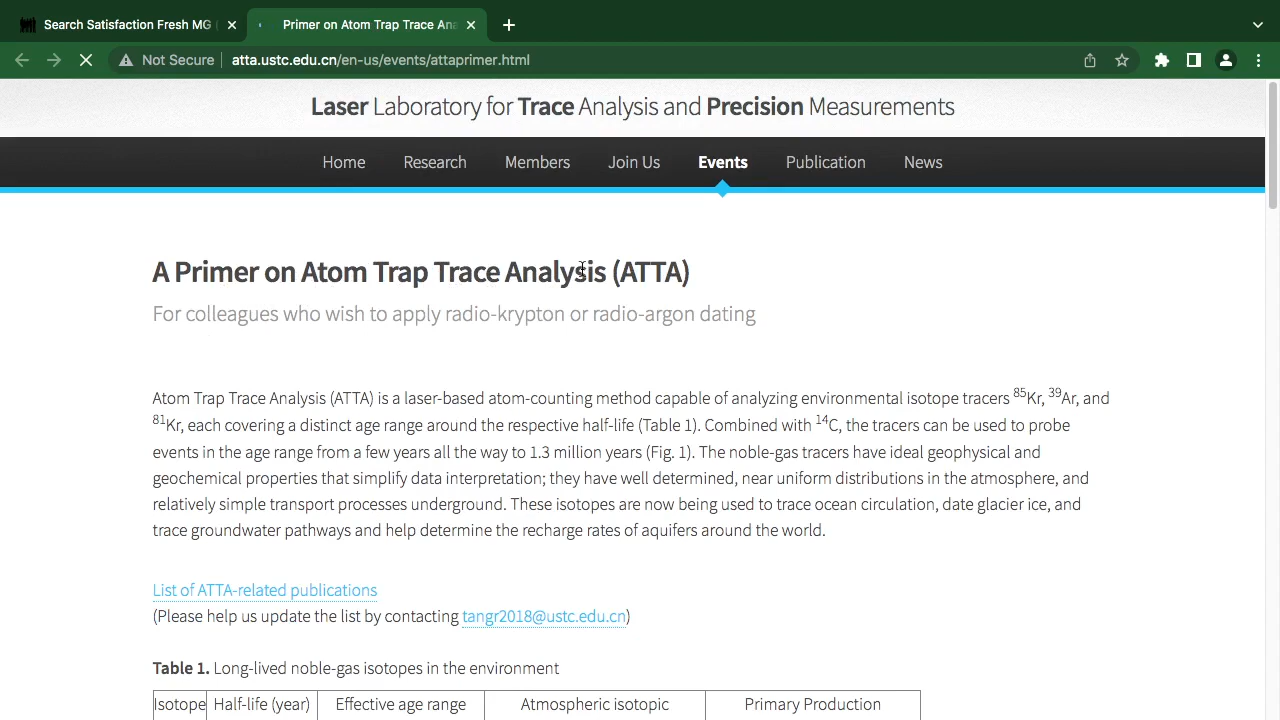 Search Satisfaction Fresh MG (
Primer on Atom Trap Trace Ana
Not Secure
atta.ustc.edu.cn/en-us/events/attaprimer.html
Laser Laboratory for Trace Analysis and Precision Measurements
Home Research Members Join Us Events Publication News
A Primer on Atom Trap Trace Analysis (ATTA)
For colleagues who wish to apply radio-krypton or radio-argon dating
Atom Trap Trace Analysis (ATTA) is a laser-based atom-counting method capable of analyzing environmental isotope tracers ⁸⁵Kr, ³⁹Ar, and
⁸¹Kr, each covering a distinct age range around the respective half-life (Table 1). Combined with ¹⁴C, the tracers can be used to probe
events in the age range from a few years all the way to 1.3 million years (Fig. 1). The noble-gas tracers have ideal geophysical and
geochemical properties that simplify data interpretation; they have well determined, near uniform distributions in the atmosphere, and
relatively simple transport processes underground. These isotopes are now being used to trace ocean circulation, date glacier ice, and
trace groundwater pathways and help determine the recharge rates of aquifers around the world.
List of ATTA-related publications
(Please help us update the list by contacting tangr2018@ustc.edu.cn)
Table 1. Long-lived noble-gas isotopes in the environment
Isotope Half-life (year) Effective age range Atmospheric isotopic Primary Production